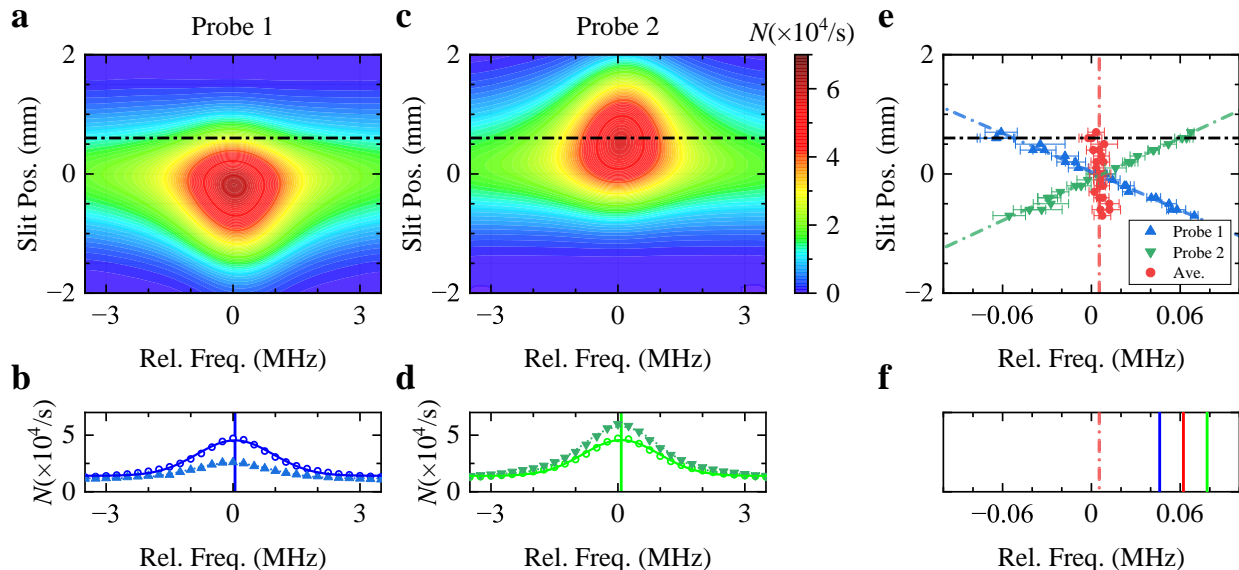 a
Probe 1
2
0
−2
Slit Pos. (mm)
−3
0
3
Rel. Freq. (MHz)
c
Probe 2
2
0
−2
Slit Pos. (mm)
−3
0
3
Rel. Freq. (MHz)
N(×10⁴/s)
6
4
2
0
e
2
0
−2
Slit Pos. (mm)
Probe 1
Probe 2
Ave.
−0.06
0
0.06
Rel. Freq. (MHz)
b
5
0
N(×10⁴/s)
−3
0
3
Rel. Freq. (MHz)
d
5
0
N(×10⁴/s)
−3
0
3
Rel. Freq. (MHz)
f
−0.06
0
0.06
Rel. Freq. (MHz)